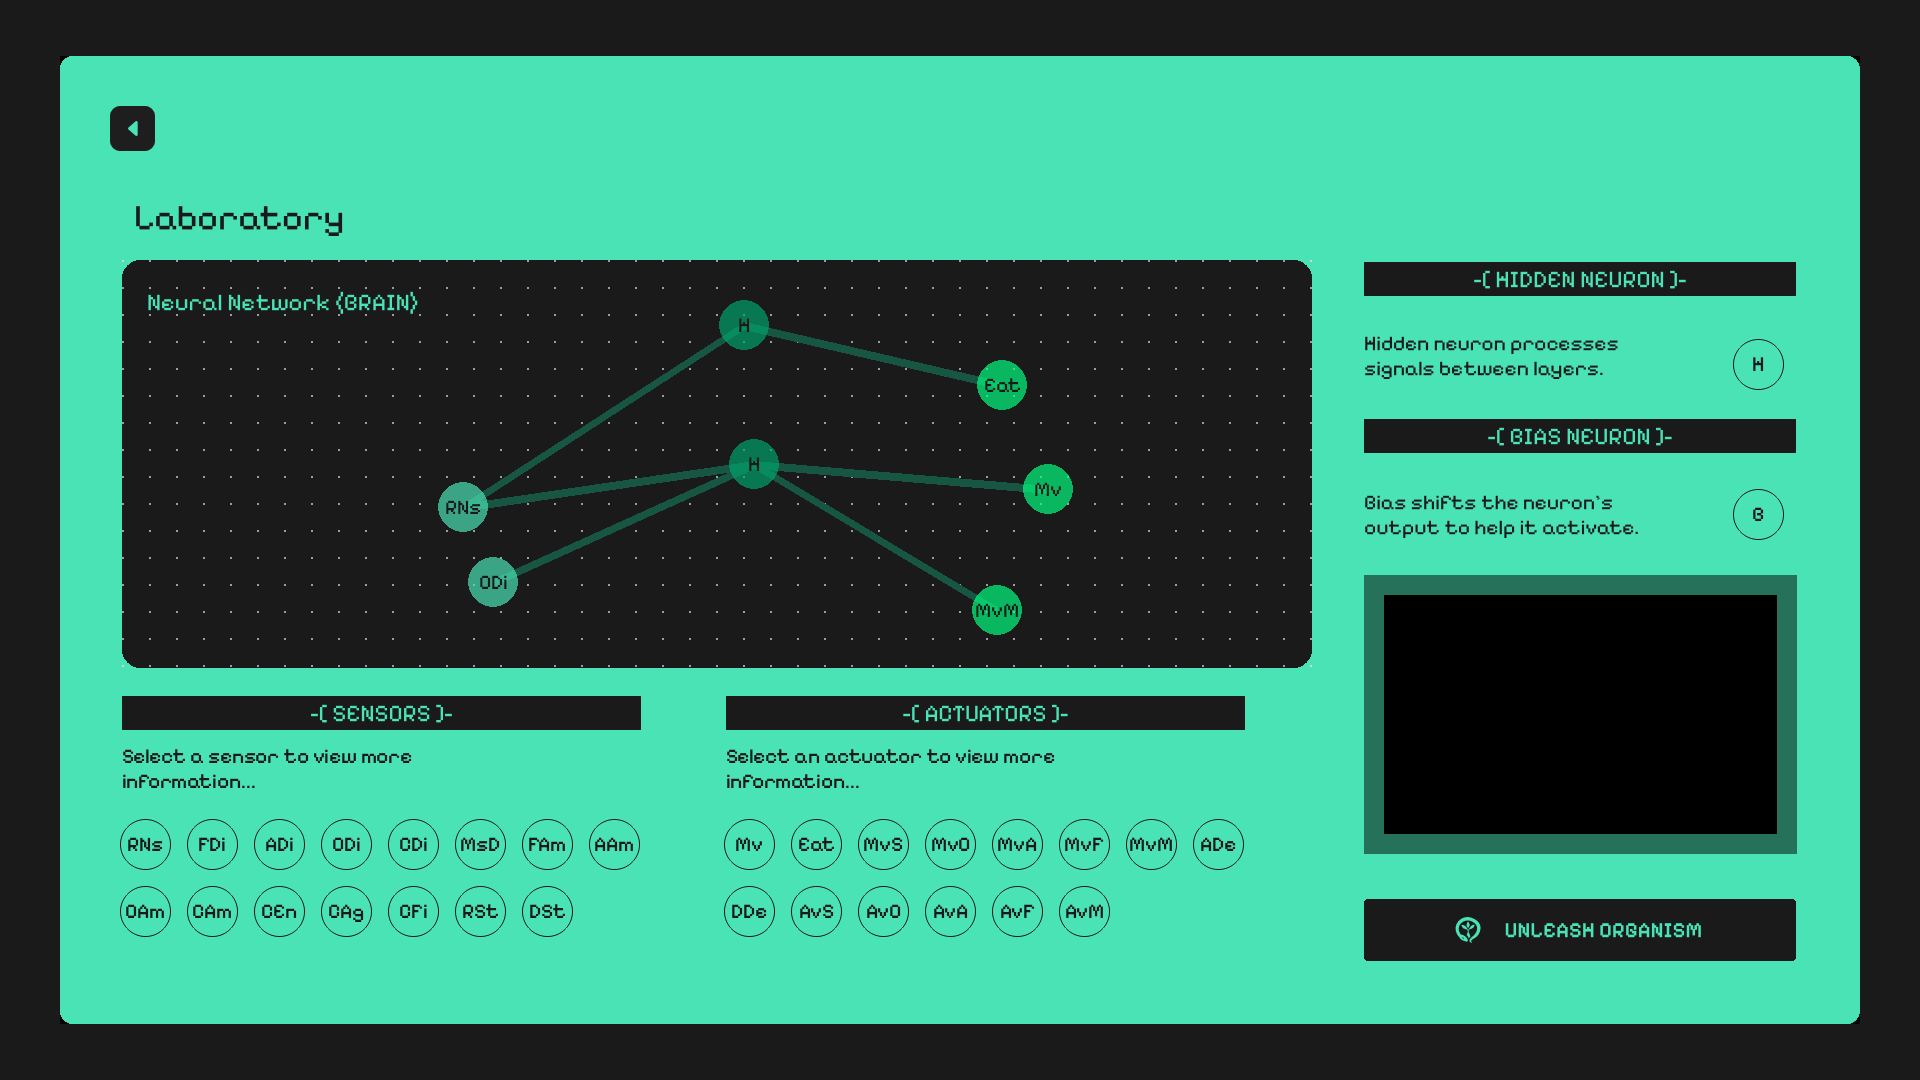 Laboratory
Neural Network (BRAIN)
H
Eat
H
Mv
RNs
ODi
MvM
-( HIDDEN NEURON )-
Hidden neuron processes
signals between layers.
H
-( BIAS NEURON )-
Bias shifts the neuron's
output to help it activate.
B
-( SENSORS )-
Select a sensor to view more
information...
RNs FDi ADi ODi CDi MsD FAm AAm
OAm CAm CEn CAg CFi RSt DSt
-( ACTUATORS )-
Select an actuator to view more
information...
Mv Eat MvS MvO MvA MvF MvM ADe
DDe AvS AvO AvA AvF AvM
UNLEASH ORGANISM